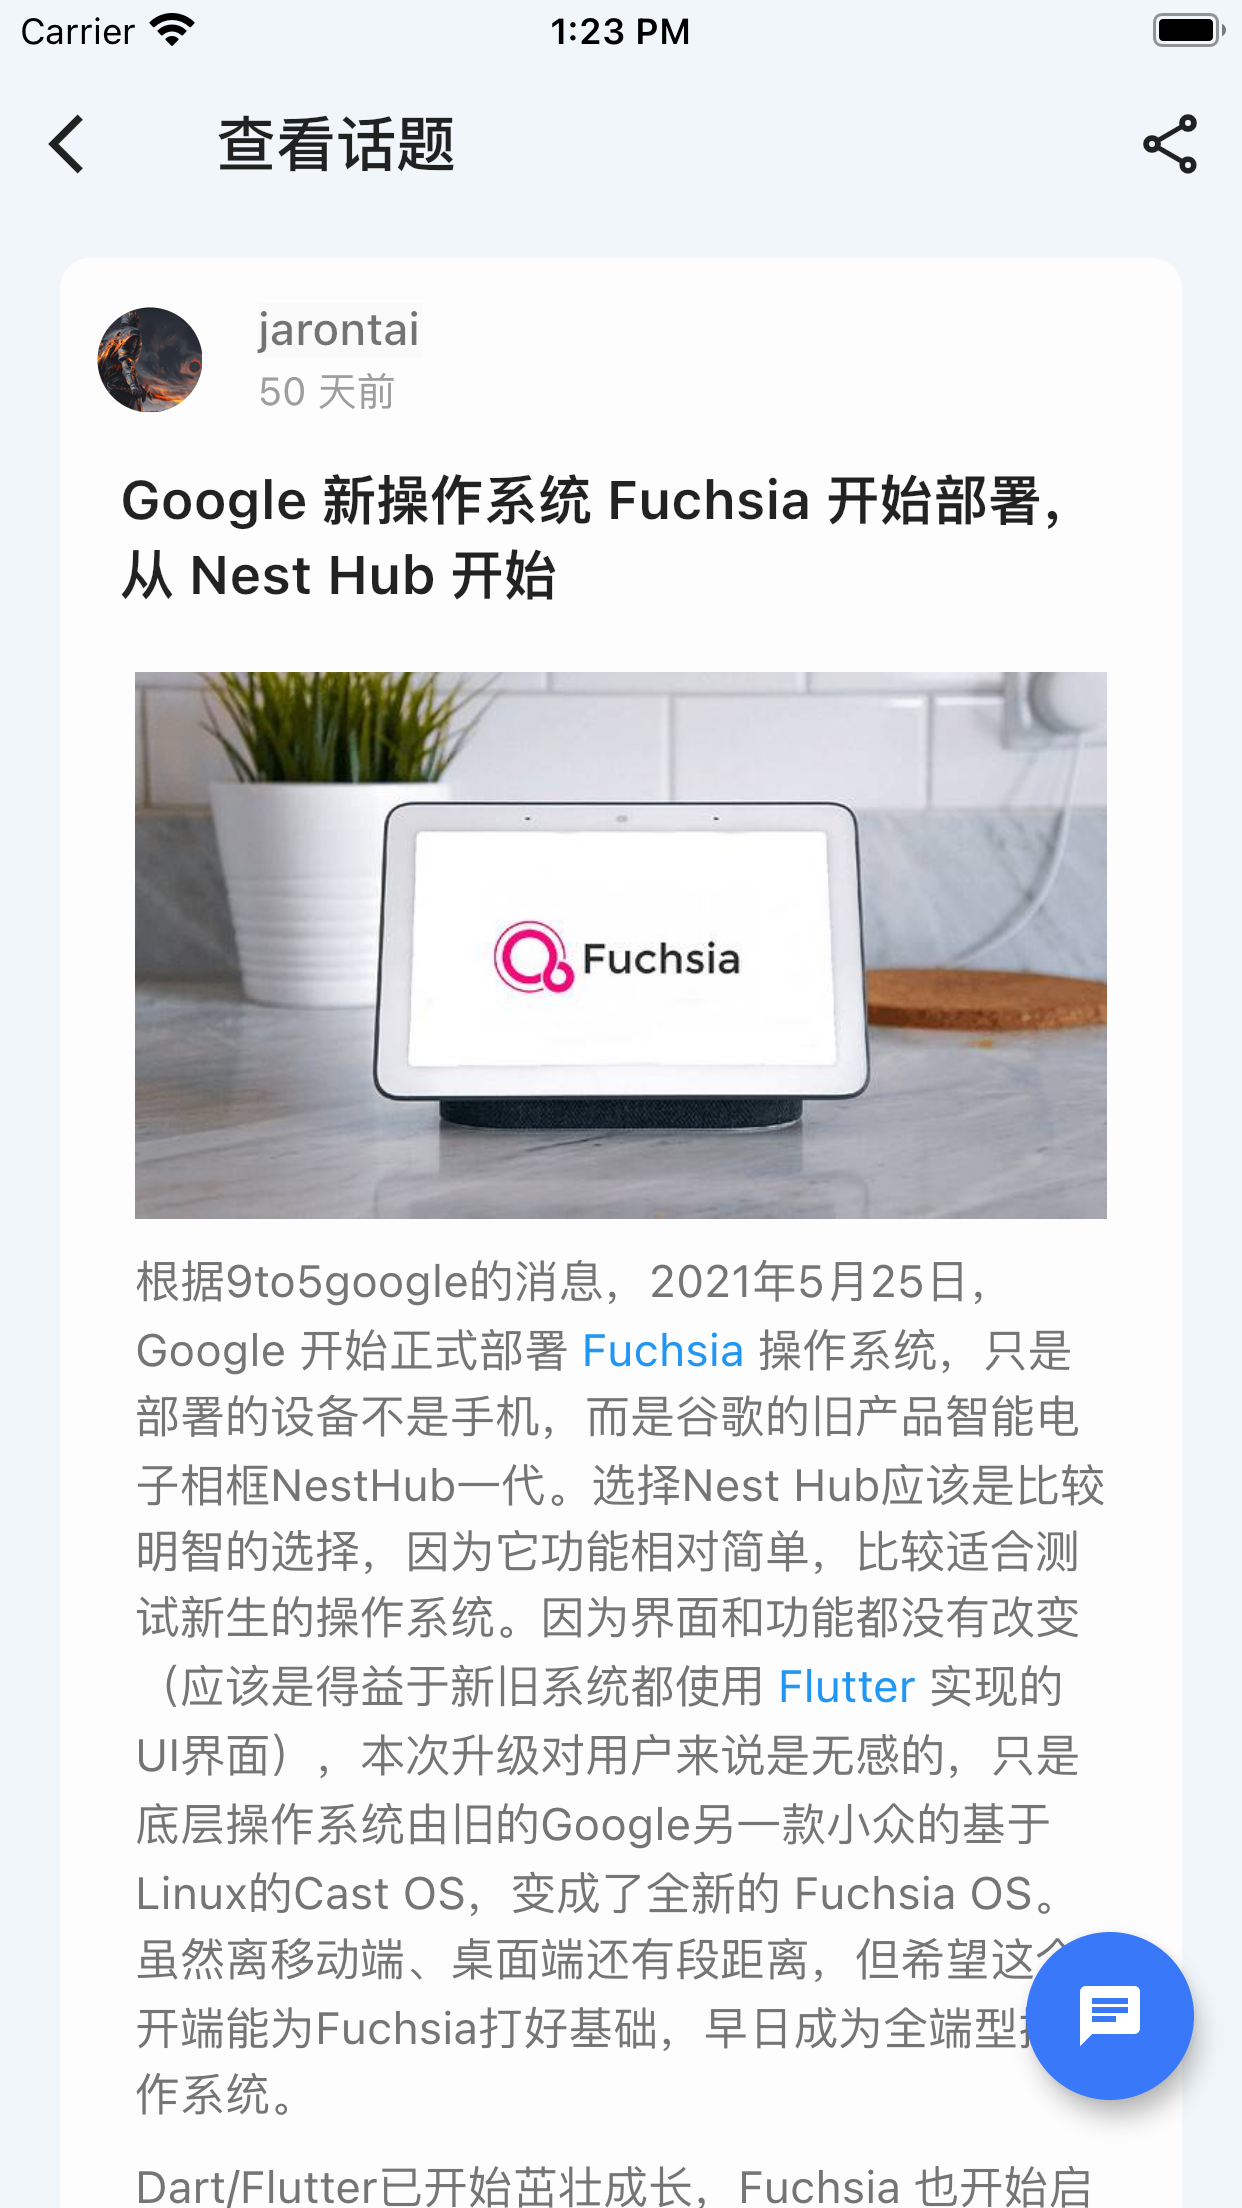 Carrier 1:23 PM
查看话题
jarontai
50 天前
Google 新操作系统 Fuchsia 开始部署，
从 Nest Hub 开始
Fuchsia
根据9to5google的消息，2021年5月25日，
Google 开始正式部署 Fuchsia 操作系统，只是
部署的设备不是手机，而是谷歌的旧产品智能电
子相框NestHub一代。选择Nest Hub应该是比较
明智的选择，因为它功能相对简单，比较适合测
试新生的操作系统。因为界面和功能都没有改变
（应该是得益于新旧系统都使用 Flutter 实现的
UI界面），本次升级对用户来说是无感的，只是
底层操作系统由旧的Google另一款小众的基于
Linux的Cast OS，变成了全新的 Fuchsia OS。
虽然离移动端、桌面端还有段距离，但希望这个
开端能为Fuchsia打好基础，早日成为全端型
作系统。
Dart/Flutter已开始茁壮成长，Fuchsia 也开始启